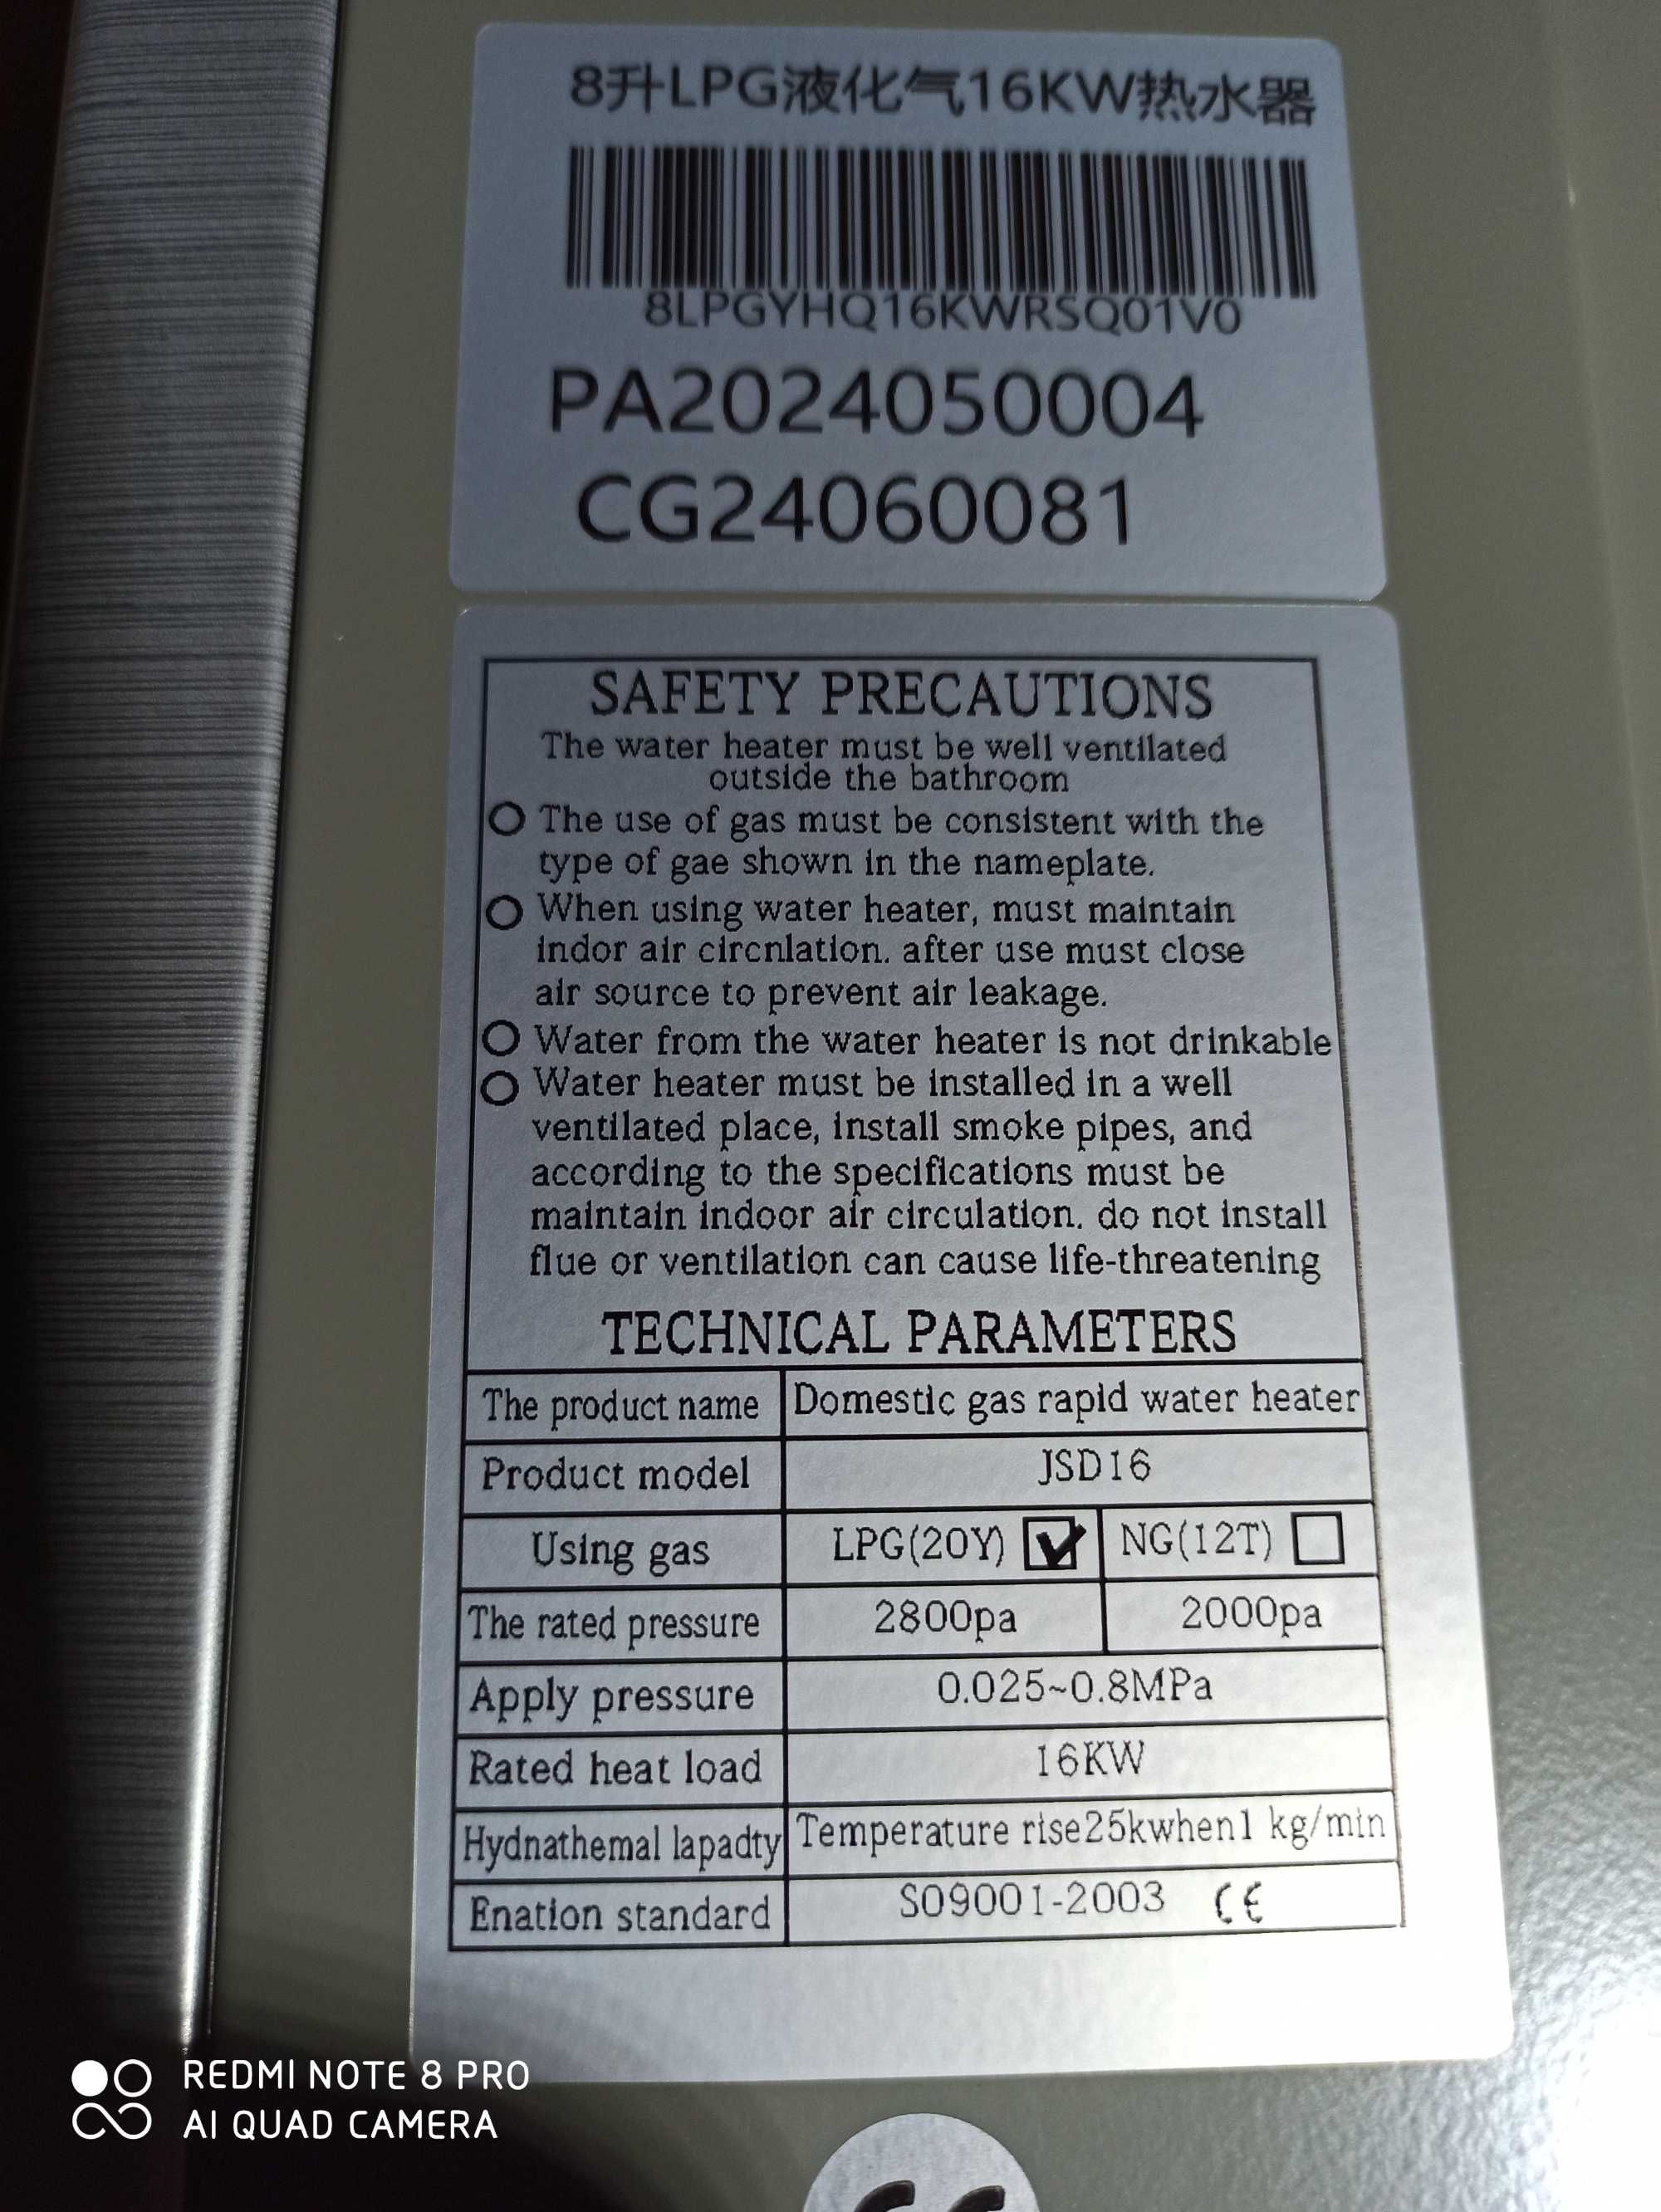 8升LPG液化气16KW热水器
8LPGYHQ16KWRSQ01V0
PA2024050004
CG24060081
SAFETY PRECAUTIONS
The water heater must be well ventilated
outside the bathroom
The use of gas must be consistent with the
type of gae shown in the nameplate.
When using water heater, must maintain
indor air circnlation. after use must close
air source to prevent air leakage.
Water from the water heater is not drinkable
Water heater must be installed in a well
ventilated place, install smoke pipes, and
according to the specifications must be
maintain indoor air circulation. do not install
flue or ventilation can cause life-threatening
TECHNICAL PARAMETERS
The product name Domestic gas rapid water heater
Product model JSD16
Using gas LPG(20Y) NG(12T)
The rated pressure 2800pa 2000pa
Apply pressure 0.025~0.8MPa
Rated heat load 16KW
Hydnathemal lapadty Temperature rise25kwhen1 kg/min
Enation standard S09001-2003 CE
REDMI NOTE 8 PRO
AI QUAD CAMERA